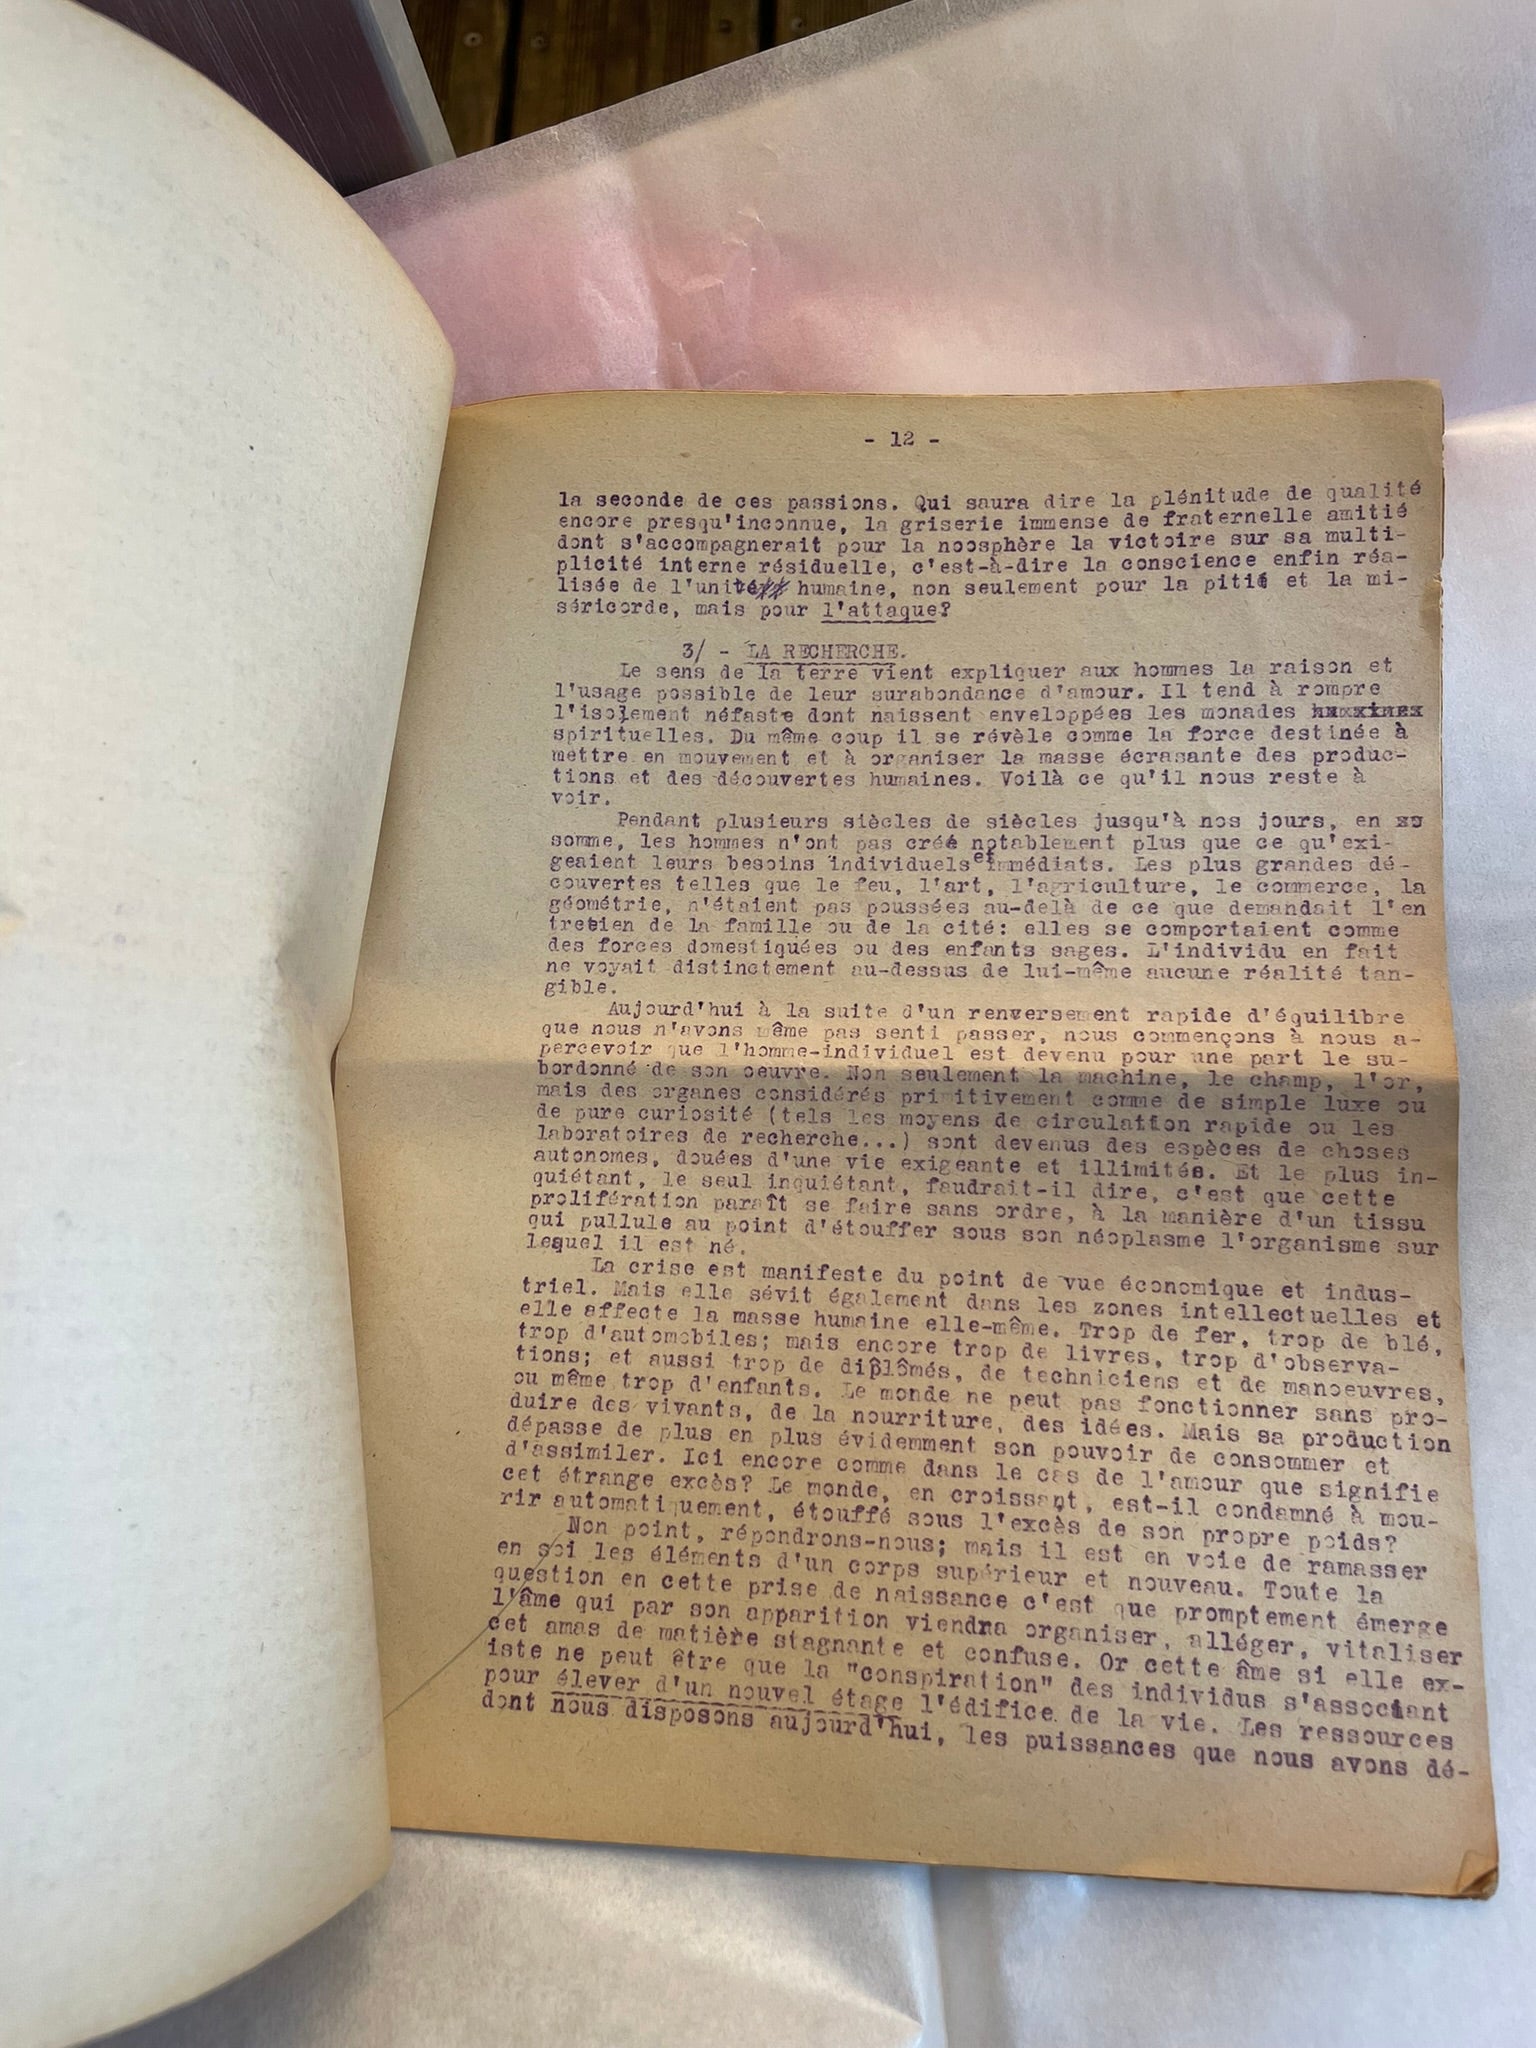 - 12 -
la seconde de ces passions. Qui saura dire la plénitude de qualité
encore presqu'inconnue, la griserie immense de fraternelle amitié
dont s'accompagnerait pour la noosphère la victoire sur sa multi-
plicité interne résiduelle, c'est-à-dire la conscience enfin réa-
lisée de l'unité humaine, non seulement pour la pitié et la mi-
séricorde, mais pour l'attaque?
3/ - LA RECHERCHE.
Le sens de la terre vient expliquer aux hommes la raison et
l'usage possible de leur surabondance d'amour. Il tend à rompre
l'isolement néfaste dont naissent enveloppées les monades
spirituelles. Du même coup il se révèle comme la force destinée à
mettre en mouvement et à organiser la masse écrasante des produc-
tions et des découvertes humaines. Voilà ce qu'il nous reste à
voir.
Pendant plusieurs siècles de siècles jusqu'à nos jours, en
somme, les hommes n'ont pas créé notablement plus que ce qu'exi-
geaient leurs besoins individuels et immédiats. Les plus grandes dé-
couvertes telles que le feu, l'art, l'agriculture, le commerce, la
géométrie, n'étaient pas poussées au-delà de ce que demandait l'en
tretien de la famille ou de la cité: elles se comportaient comme
des forces domestiquées ou des enfants sages. L'individu en fait
ne voyait distinctement au-dessus de lui-même aucune réalité tan-
gible.
Aujourd'hui à la suite d'un renversement rapide d'équilibre
que nous n'avons même pas senti passer, nous commençons à nous a-
percevoir que l'homme-individuel est devenu pour une part le su-
bordonné de son oeuvre. Non seulement la machine, le champ, l'or,
mais des organes considérés primitivement comme de simple luxe ou
de pure curiosité (tels les moyens de circulation rapide ou les
laboratoires de recherche...) sont devenus des espèces de choses
autonomes, douées d'une vie exigeante et illimitée. Et le plus in-
quiétant, le seul inquiétant, faudrait-il dire, c'est que cette
prolifération paraît se faire sans ordre, à la manière d'un tissu
qui pullule au point d'étouffer sous son néoplasme l'organisme sur
lequel il est né.
La crise est manifeste du point de vue économique et indus-
triel. Mais elle sévit également dans les zones intellectuelles et
elle affecte la masse humaine elle-même. Trop de fer, trop de blé,
trop d'automobiles; mais encore trop de livres, trop d'observa-
tions; et aussi trop de diplômés, de techniciens et de manoeuvres,
ou même trop d'enfants. Le monde ne peut pas fonctionner sans pro-
duire des vivants, de la nourriture, des idées. Mais sa production
dépasse de plus en plus évidemment son pouvoir de consommer et
d'assimiler. Ici encore comme dans le cas de l'amour que signifie
cet étrange excès? Le monde, en croissant, est-il condamné à mou-
rir automatiquement, étouffé sous l'excès de son propre poids?
Non point, répondrons-nous; mais il est en voie de ramasser
en soi les éléments d'un corps supérieur et nouveau. Toute la
question en cette prise de naissance c'est que promptement émerge
l'âme qui par son apparition viendra organiser, alléger, vitaliser
cet amas de matière stagnante et confuse. Or cette âme si elle ex-
iste ne peut être que la "conspiration" des individus s'associant
pour élever d'un nouvel étage l'édifice de la vie. Les ressources
dont nous disposons aujourd'hui, les puissances que nous avons dé-